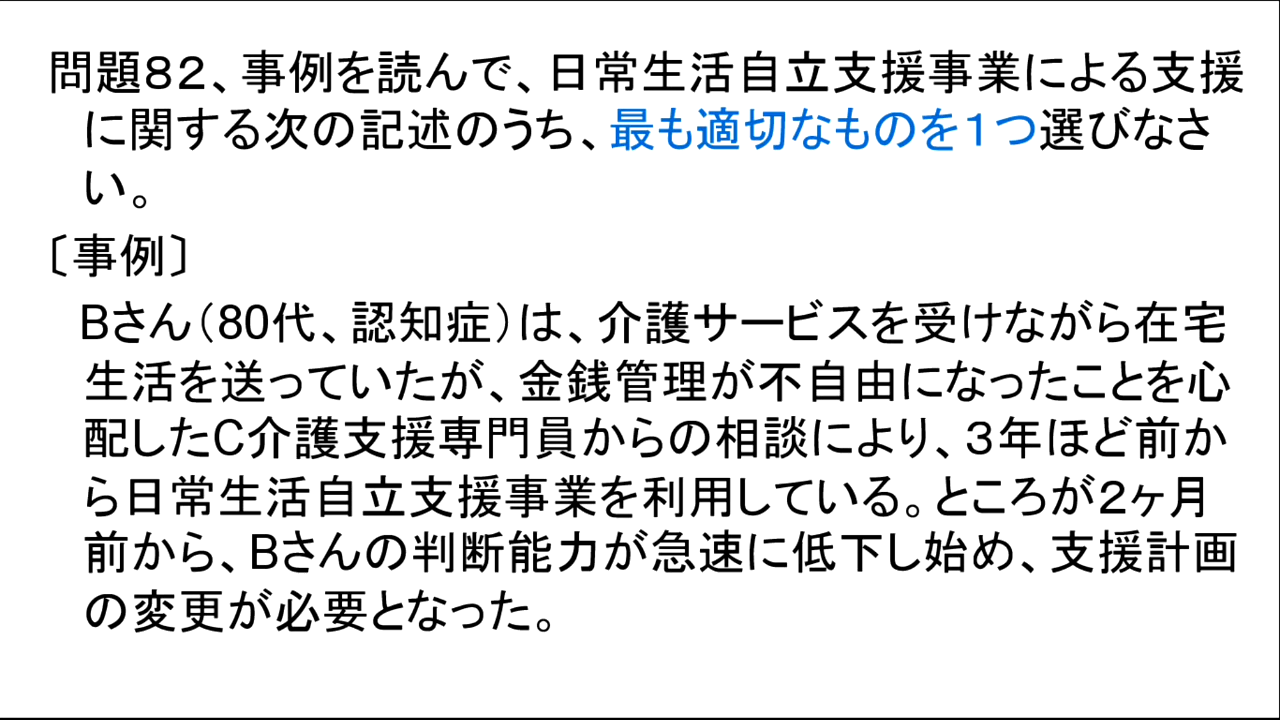 問題８２、事例を読んで、日常生活自立支援事業による支援
に関する次の記述のうち、最も適切なものを１つ選びなさ
い。
〔事例〕
Bさん（80代、認知症）は、介護サービスを受けながら在宅
生活を送っていたが、金銭管理が不自由になったことを心
配したC介護支援専門員からの相談により、３年ほど前か
ら日常生活自立支援事業を利用している。ところが２ヶ月
前から、Bさんの判断能力が急速に低下し始め、支援計画
の変更が必要となった。